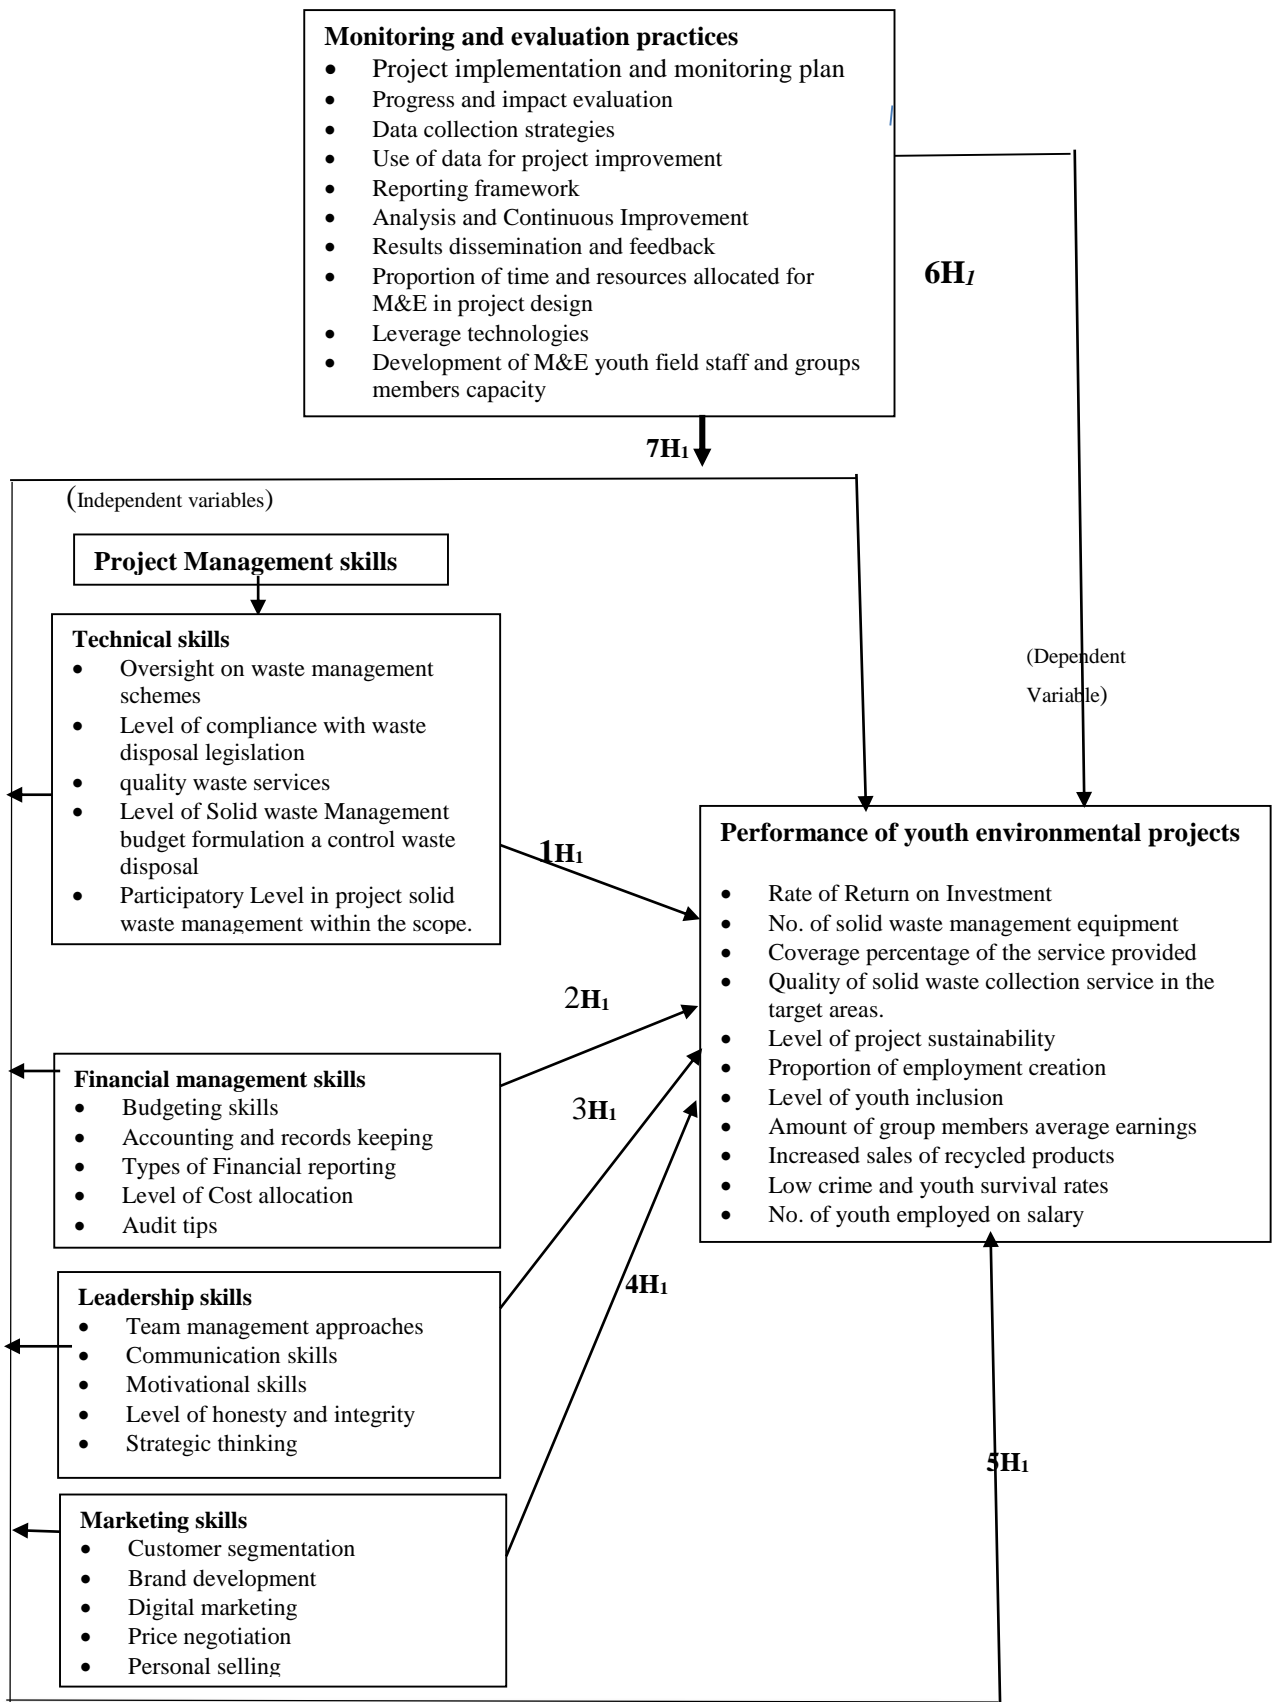 Monitoring and evaluation practices
• Project implementation and monitoring plan
• Progress and impact evaluation
• Data collection strategies
• Use of data for project improvement
• Reporting framework
• Analysis and Continuous Improvement
• Results dissemination and feedback
• Proportion of time and resources allocated for
M&E in project design
• Leverage technologies
• Development of M&E youth field staff and groups
members capacity
6H1
7H1
(Independent variables)
Project Management skills
Technical skills
• Oversight on waste management
schemes
• Level of compliance with waste
disposal legislation
• quality waste services
• Level of Solid waste Management
budget formulation a control waste
disposal
• Participatory Level in project solid
waste management within the scope.
1H1
2H1
Financial management skills
• Budgeting skills
• Accounting and records keeping
• Types of Financial reporting
• Level of Cost allocation
• Audit tips
3H1
Leadership skills
• Team management approaches
• Communication skills
• Motivational skills
• Level of honesty and integrity
• Strategic thinking
4H1
Marketing skills
• Customer segmentation
• Brand development
• Digital marketing
• Price negotiation
• Personal selling
(Dependent
Variable)
Performance of youth environmental projects
• Rate of Return on Investment
• No. of solid waste management equipment
• Coverage percentage of the service provided
• Quality of solid waste collection service in the
target areas.
• Level of project sustainability
• Proportion of employment creation
• Level of youth inclusion
• Amount of group members average earnings
• Increased sales of recycled products
• Low crime and youth survival rates
• No. of youth employed on salary
5H1